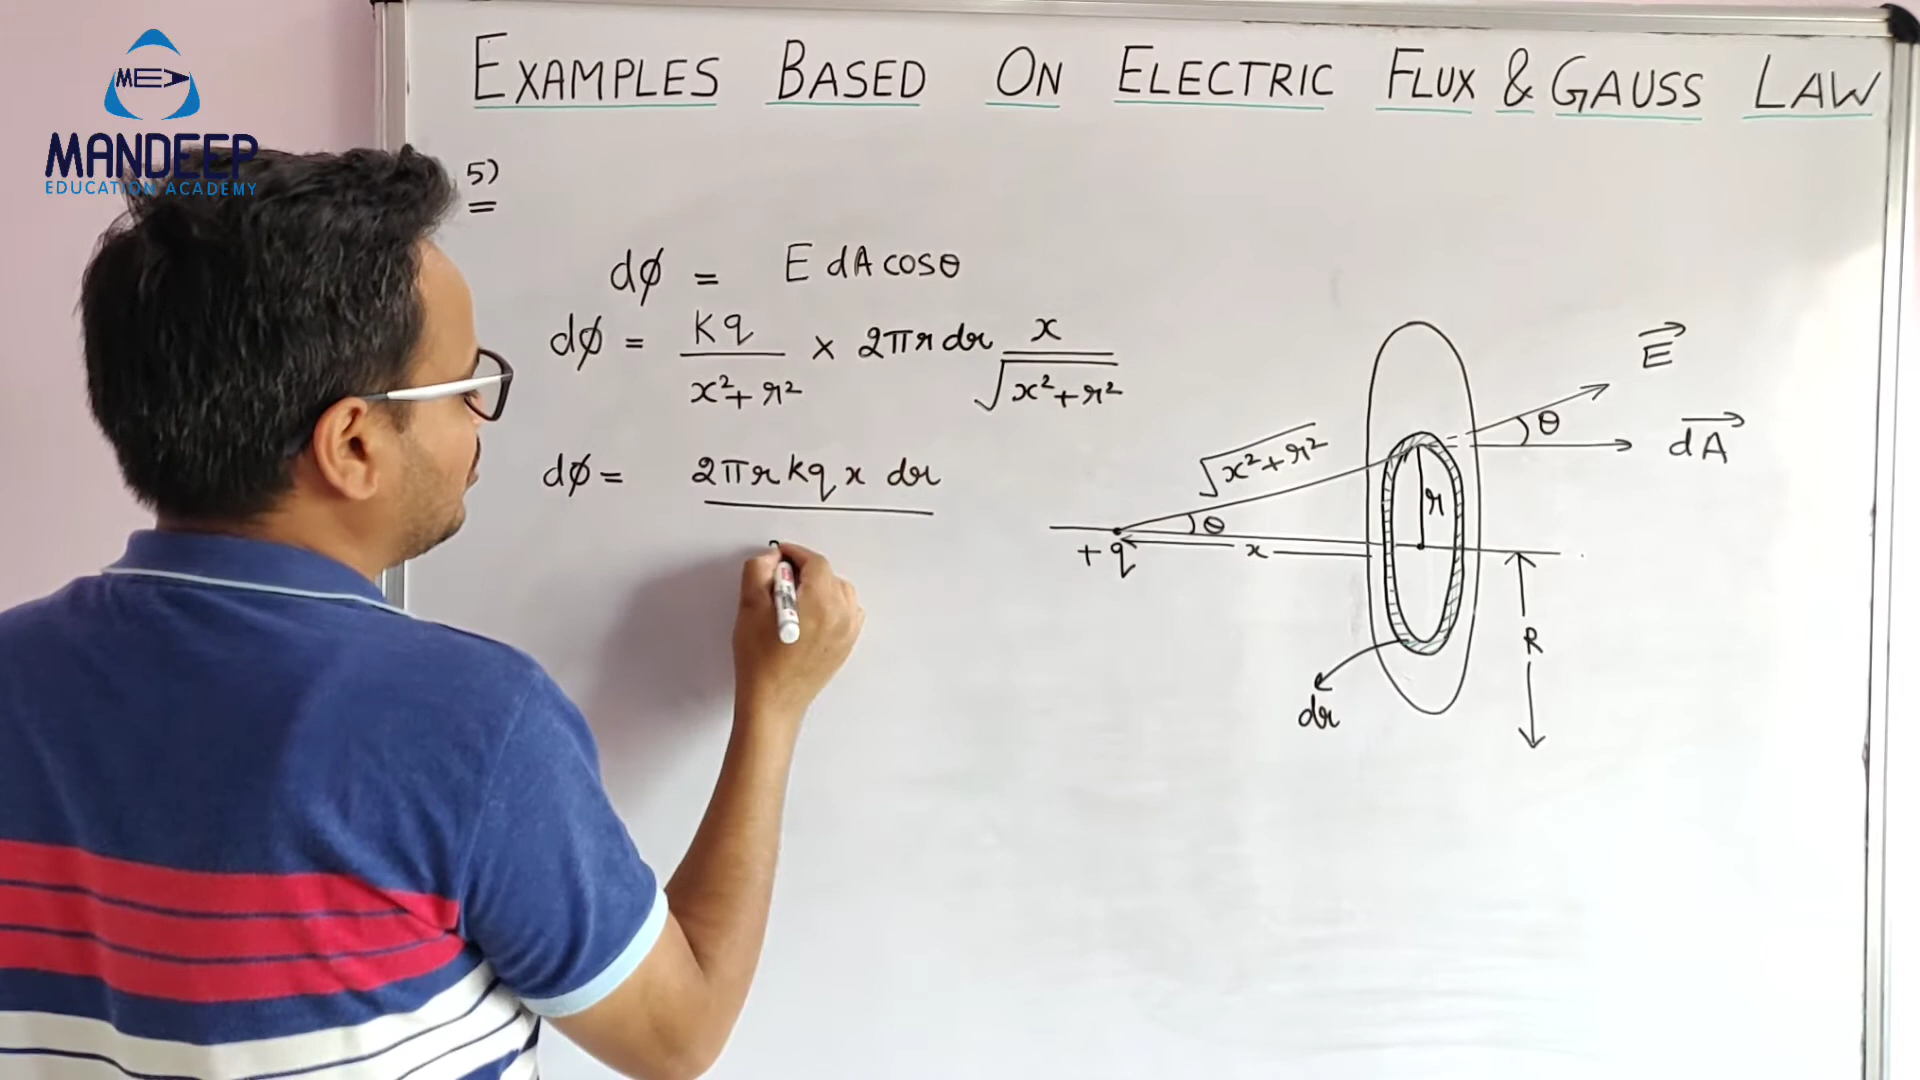 EXAMPLES BASED ON ELECTRIC FLUX & GAUSS LAW
MEA
MANDEEP
EDUCATION ACADEMY
5)
dφ = E dA cosθ
dφ = Kq / x²+r² × 2πr dr x / √x²+r²
dφ = 2πr kq x dr
E
θ
dA
√x²+r²
r
θ
+q
x
R
dr